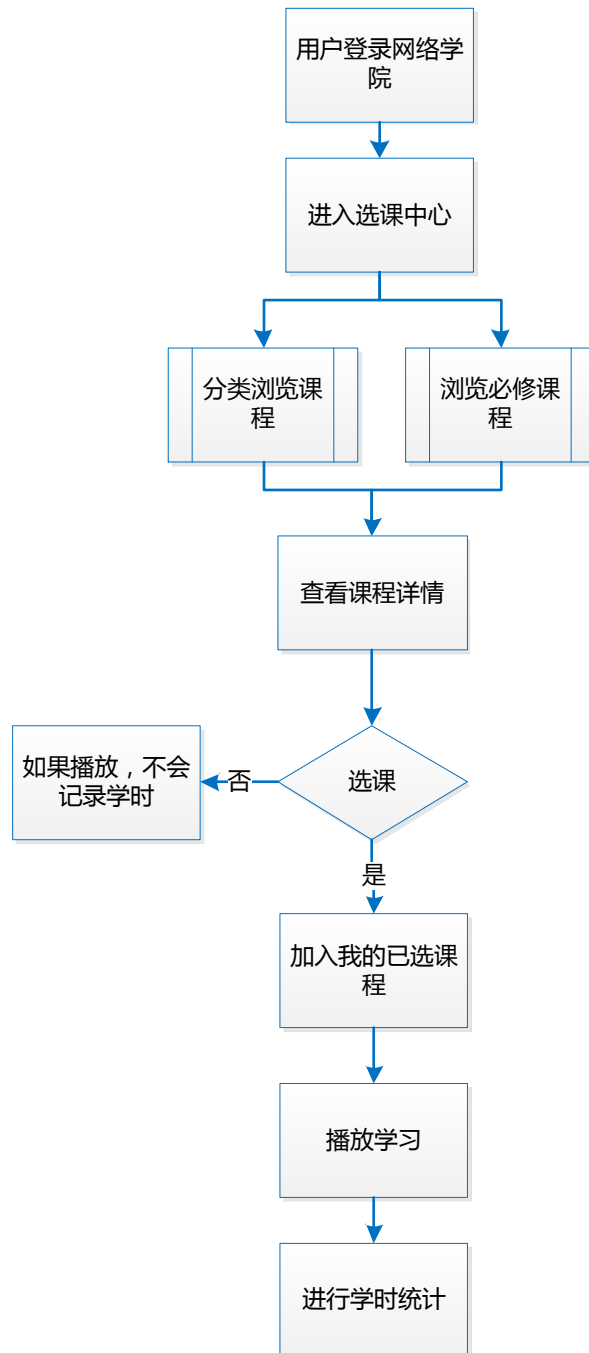 用户登录网络学
院
进入选课中心
分类浏览课
程
浏览必修课
程
查看课程详情
选课
否
如果播放，不会
记录学时
是
加入我的已选课
程
播放学习
进行学时统计